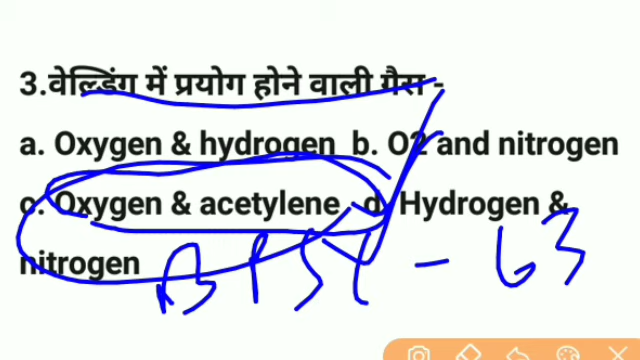 3.वेल्डिंग में प्रयोग होने वाली गैस -
a. Oxygen & hydrogen b. O2 and nitrogen
c. Oxygen & acetylene d. Hydrogen &
nitrogen
BPSC - 63